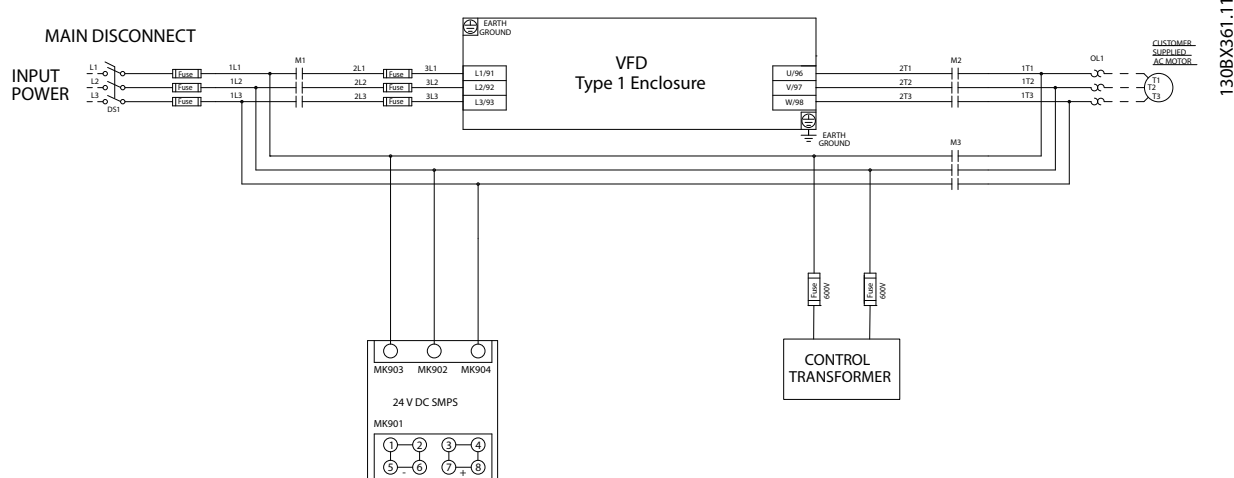 MAIN DISCONNECT
INPUT
POWER
L1
L2
L3
DS1
Fuse
Fuse
Fuse
1L1
1L2
1L3
M1
2L1
2L2
2L3
Fuse
Fuse
Fuse
3L1
3L2
3L3
EARTH
GROUND
L1/91
L2/92
L3/93
VFD
Type 1 Enclosure
U/96
V/97
W/98
EARTH
GROUND
2T1
2T2
2T3
M2
M3
1T1
1T2
1T3
OL1
CUSTOMER
SUPPLIED
AC MOTOR
T1
T2
T3
130BX361.11
Fuse
600V
Fuse
600V
CONTROL
TRANSFORMER
MK903 MK902 MK904
24 V DC SMPS
MK901
1 2 3 4
5 - 6 7 + 8